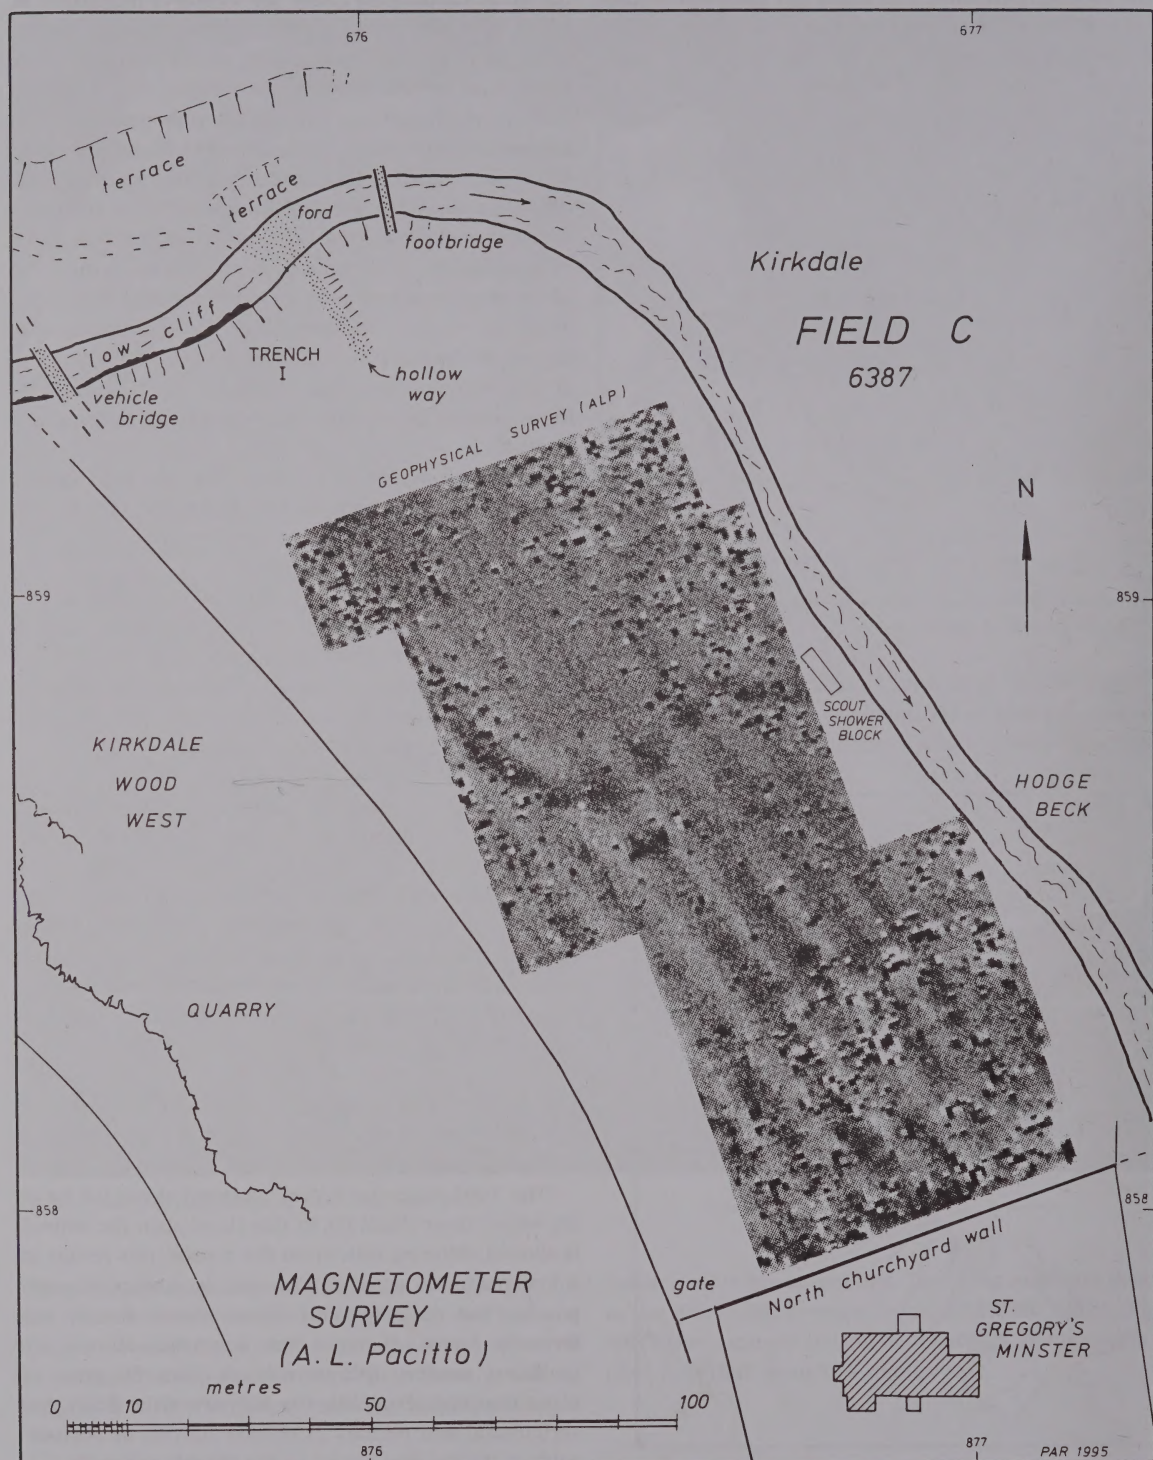 676
677
terrace
terrace
ford
footbridge
Kirkdale
FIELD C
6387
low cliff
TRENCH
I
hollow
way
vehicle
bridge
GEOPHYSICAL SURVEY (ALP)
N
859
859
SCOUT
SHOWER
BLOCK
KIRKDALE
WOOD
WEST
HODGE
BECK
QUARRY
858
858
MAGNETOMETER
SURVEY
(A. L. Pacitto)
gate
North churchyard wall
ST.
GREGORY'S
MINSTER
metres
0 10 50 100
876
877
PAR 1995